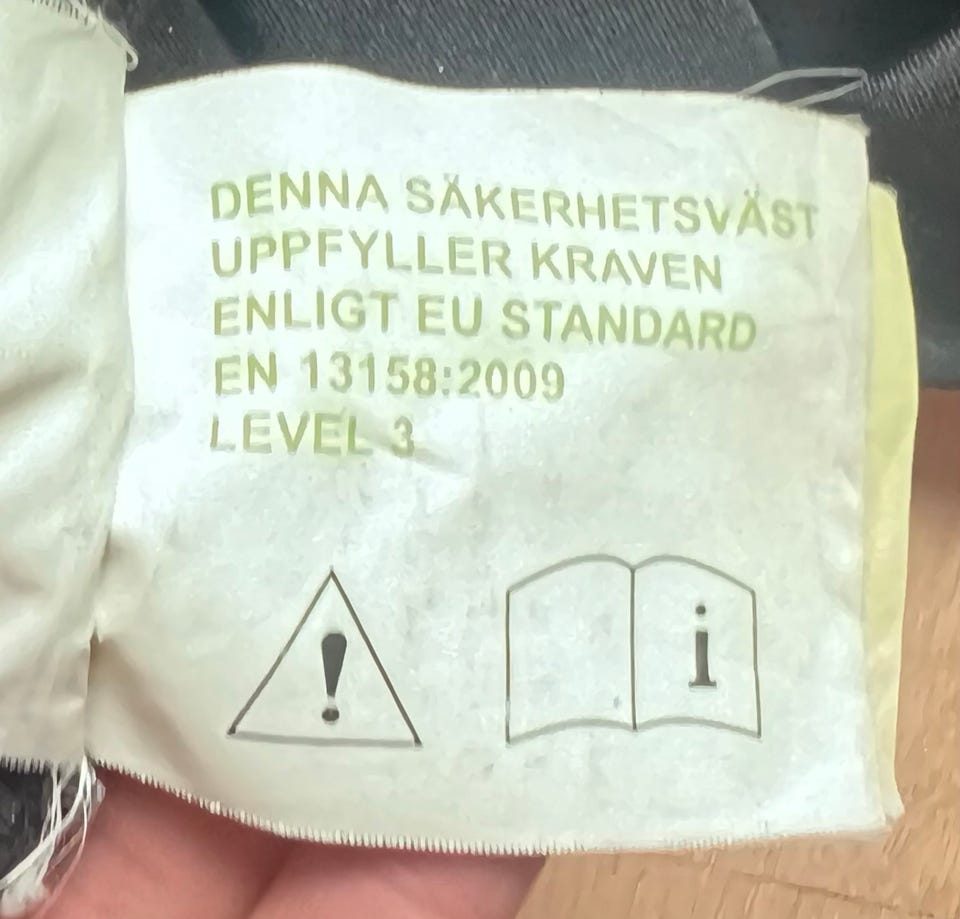 DENNA SÄKERHETSVÄST
UPPFYLLER KRAVEN
ENLIGT EU STANDARD
EN 13158:2009
LEVEL 3
!
i